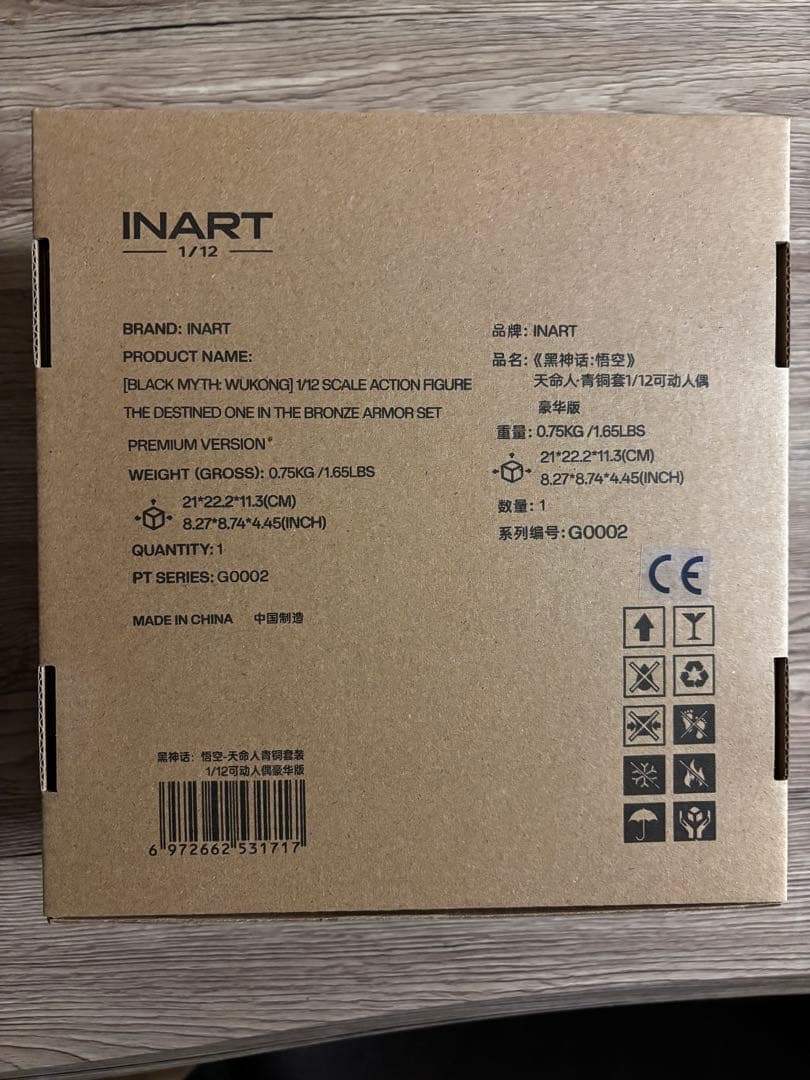 INART
1/12
BRAND: INART
PRODUCT NAME:
[BLACK MYTH: WUKONG] 1/12 SCALE ACTION FIGURE
THE DESTINED ONE IN THE BRONZE ARMOR SET
PREMIUM VERSION
WEIGHT (GROSS): 0.75KG /1.65LBS
21*22.2*11.3(CM)
8.27*8.74*4.45(INCH)
QUANTITY: 1
PT SERIES: G0002
MADE IN CHINA 中国制造
品牌: INART
品名:《黑神话:悟空》
天命人·青铜套1/12可动人偶
豪华版
重量: 0.75KG /1.65LBS
21*22.2*11.3(CM)
8.27*8.74*4.45(INCH)
数量: 1
系列编号: G0002
CE
黑神话：悟空-天命人青铜套装
1/12可动人偶豪华版
6 972662 531717